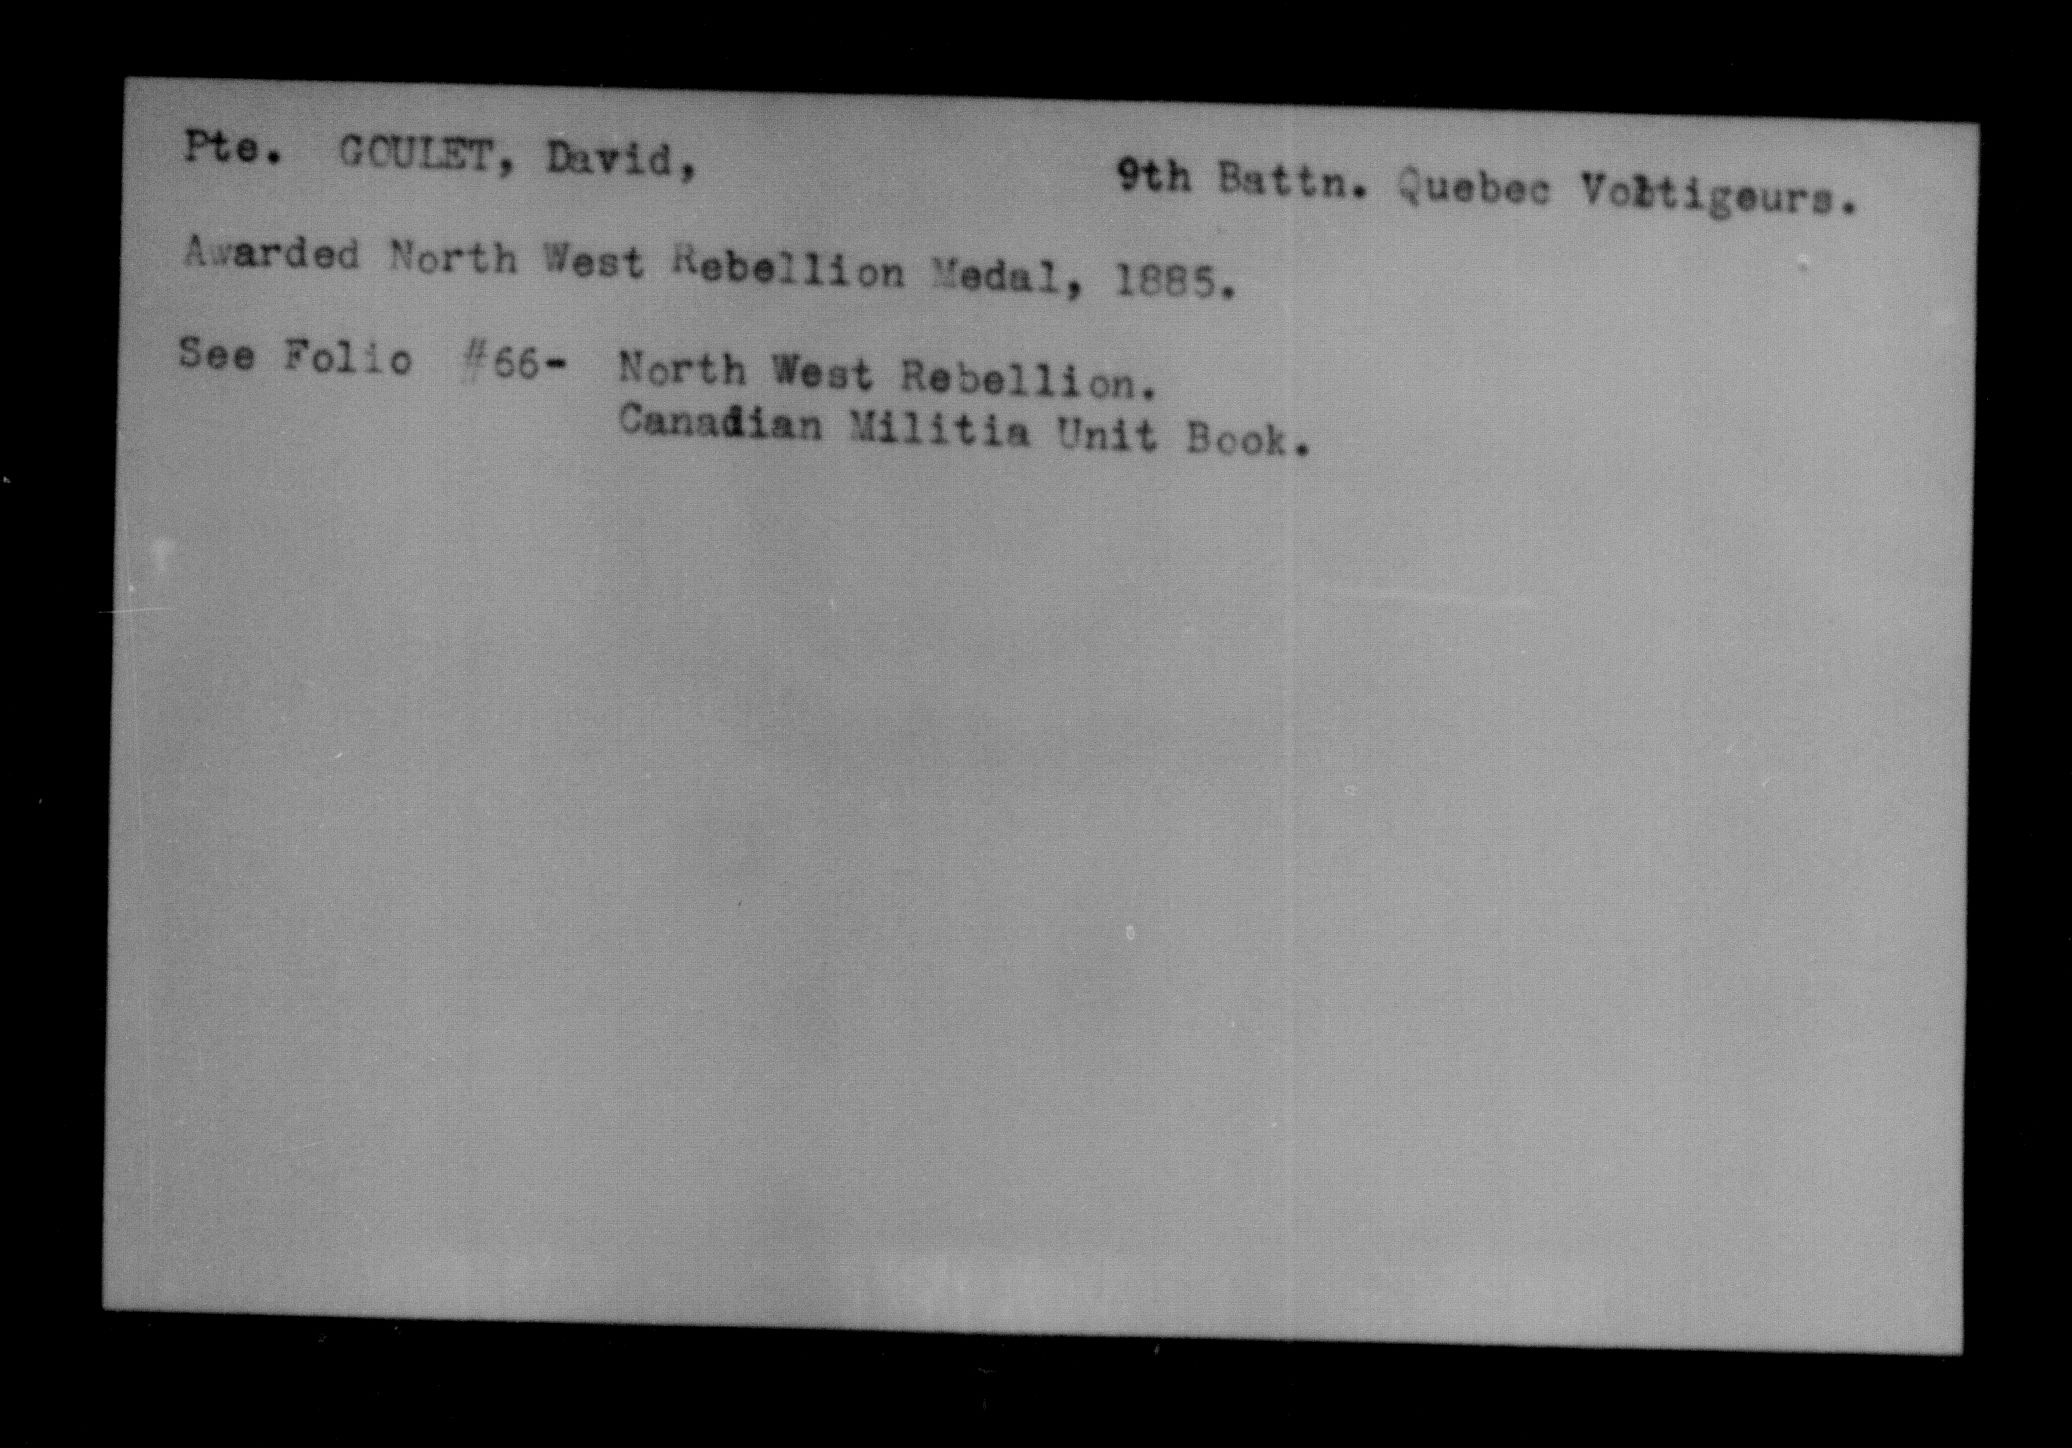 Pte. GOULET, David, 9th Battn. Quebec Voltigeurs.
Awarded North West Rebellion Medal, 1885.
See Folio #66- North West Rebellion.
Canadian Militia Unit Book.